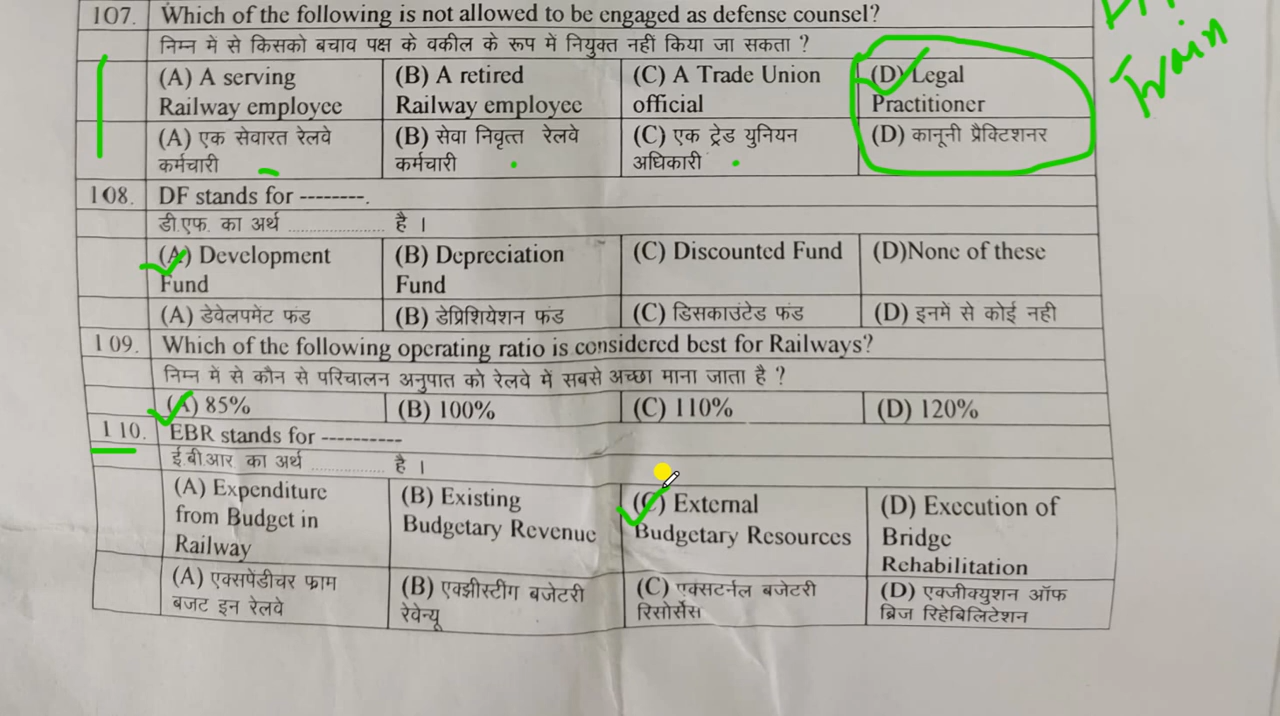 107. Which of the following is not allowed to be engaged as defense counsel?
निम्न में से किसको बचाव पक्ष के वकील के रूप में नियुक्त नहीं किया जा सकता ?
(A) A serving Railway employee
(B) A retired Railway employee
(C) A Trade Union official
(D) Legal Practitioner
(A) एक सेवारत रेलवे कर्मचारी
(B) सेवा निवृत्त रेलवे कर्मचारी
(C) एक ट्रेड युनियन अधिकारी
(D) कानूनी प्रैक्टिशनर
Train
108. DF stands for --------.
डी.एफ. का अर्थ ........................ है ।
(A) Development Fund
(B) Depreciation Fund
(C) Discounted Fund
(D)None of these
(A) डेवेलपमेंट फंड
(B) डेप्रिशियेशन फंड
(C) डिसकाउंटेड फंड
(D) इनमें से कोई नही
109. Which of the following operating ratio is considered best for Railways?
निम्न में से कौन से परिचालन अनुपात को रेलवे में सबसे अच्छा माना जाता है ?
(A) 85%
(B) 100%
(C) 110%
(D) 120%
110. EBR stands for ----------
ई.बी.आर. का अर्थ .................. है ।
(A) Expenditure from Budget in Railway
(B) Existing Budgetary Revenue
(C) External Budgetary Resources
(D) Execution of Bridge Rehabilitation
(A) एक्सपेंडीचर फ्राम बजट इन रेलवे
(B) एक्झीस्टींग बजेटरी रेवेन्यू
(C) एक्सटर्नल बजेटरी रिसोर्सेस
(D) एक्जीक्युशन ऑफ ब्रिज रिहेबिलिटेशन